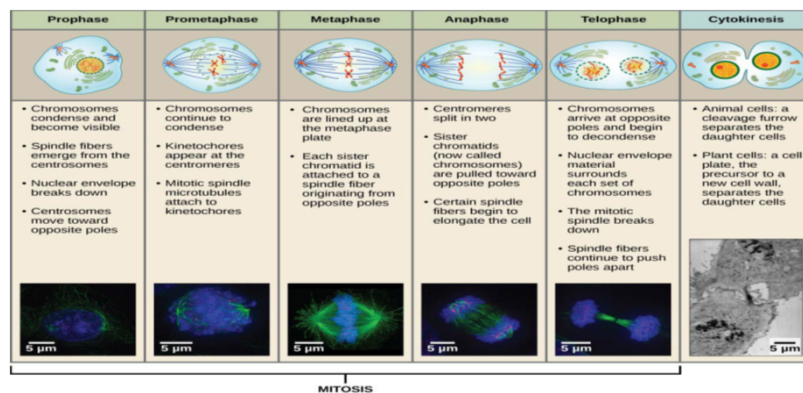 Prophase
Prometaphase
Metaphase
Anaphase
Telophase
Cytokinesis
• Chromosomes
condense and
become visible
• Spindle fibers
emerge from the
centrosomes
• Nuclear envelope
breaks down
• Centrosomes
move toward
opposite poles
• Chromosomes
continue to
condense
• Kinetochores
appear at the
centromeres
• Mitotic spindle
microtubules
attach to
kinetochores
• Chromosomes
are lined up at
the metaphase
plate
• Each sister
chromatid is
attached to a
spindle fiber
originating from
opposite poles
• Centromeres
split in two
• Sister
chromatids
(now called
chromosomes)
are pulled toward
opposite poles
• Certain spindle
fibers begin to
elongate the cell
• Chromosomes
arrive at opposite
poles and begin
to decondense
• Nuclear envelope
material
surrounds
each set of
chromosomes
• The mitotic
spindle breaks
down
• Spindle fibers
continue to push
poles apart
• Animal cells: a
cleavage furrow
separates the
daughter cells
• Plant cells: a cell
plate, the
precursor to a
new cell wall,
separates the
daughter cells
5 µm
5 µm
5 µm
5 µm
5 µm
5 µm
MITOSIS